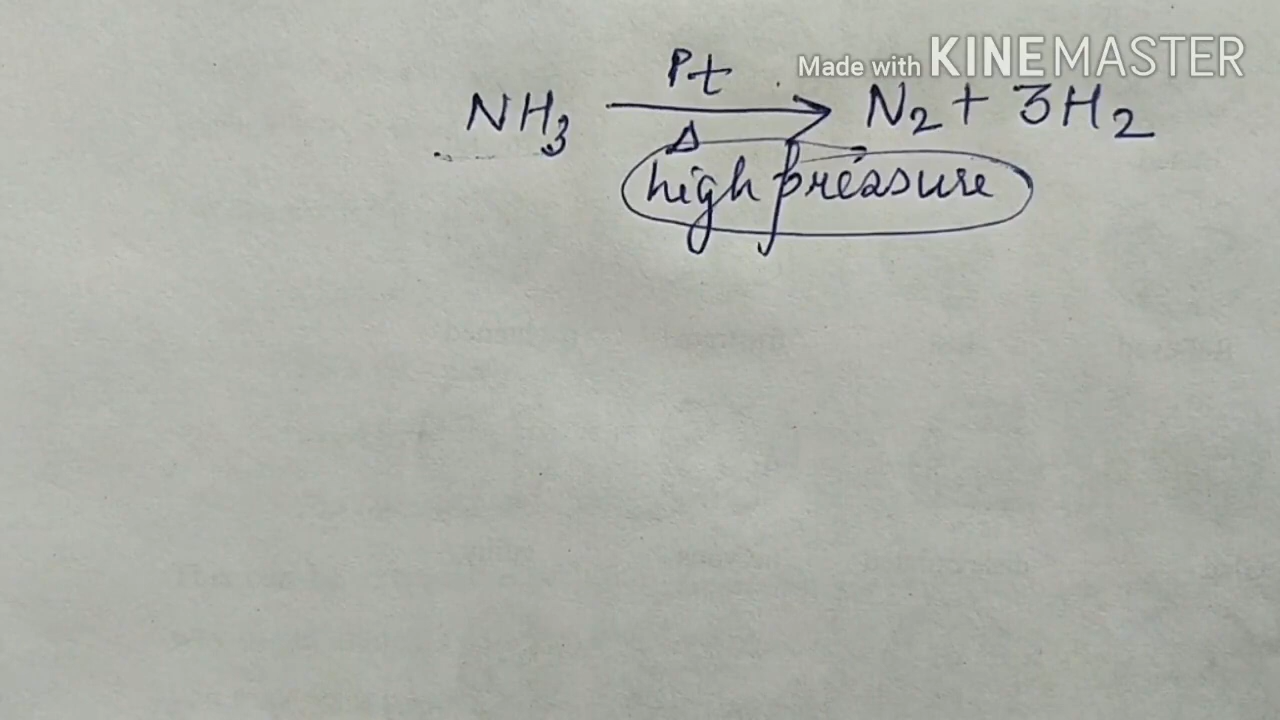 Made with KINEMASTER
Pt
NH₃ → N₂ + 3H₂
Δ
high pressure